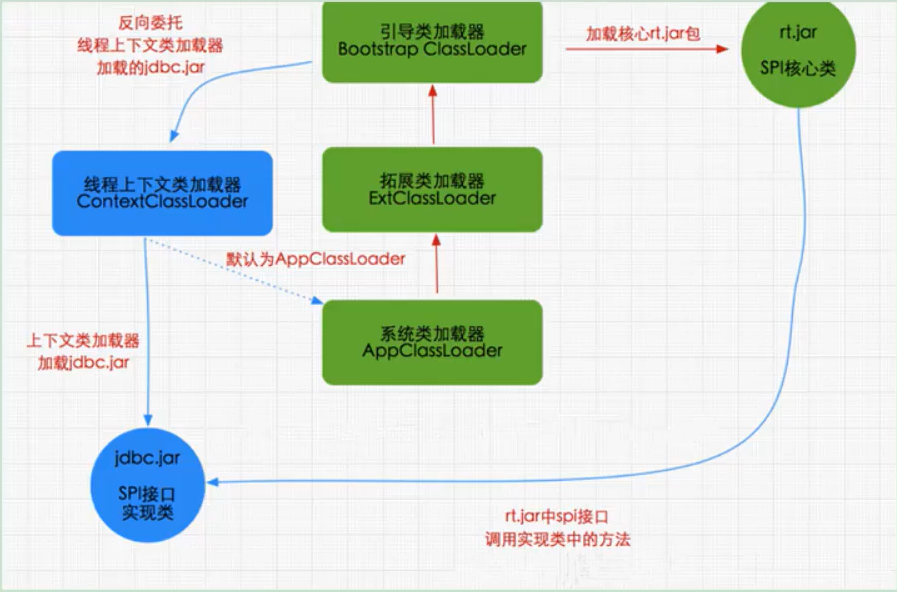 反向委托
线程上下文类加载器
加载的jdbc.jar
引导类加载器
Bootstrap ClassLoader
加载核心rt.jar包
rt.jar
SPI核心类
线程上下文类加载器
ContextClassLoader
拓展类加载器
ExtClassLoader
默认为AppClassLoader
系统类加载器
AppClassLoader
上下文类加载器
加载jdbc.jar
jdbc.jar
SPI接口
实现类
rt.jar中spi接口
调用实现类中的方法